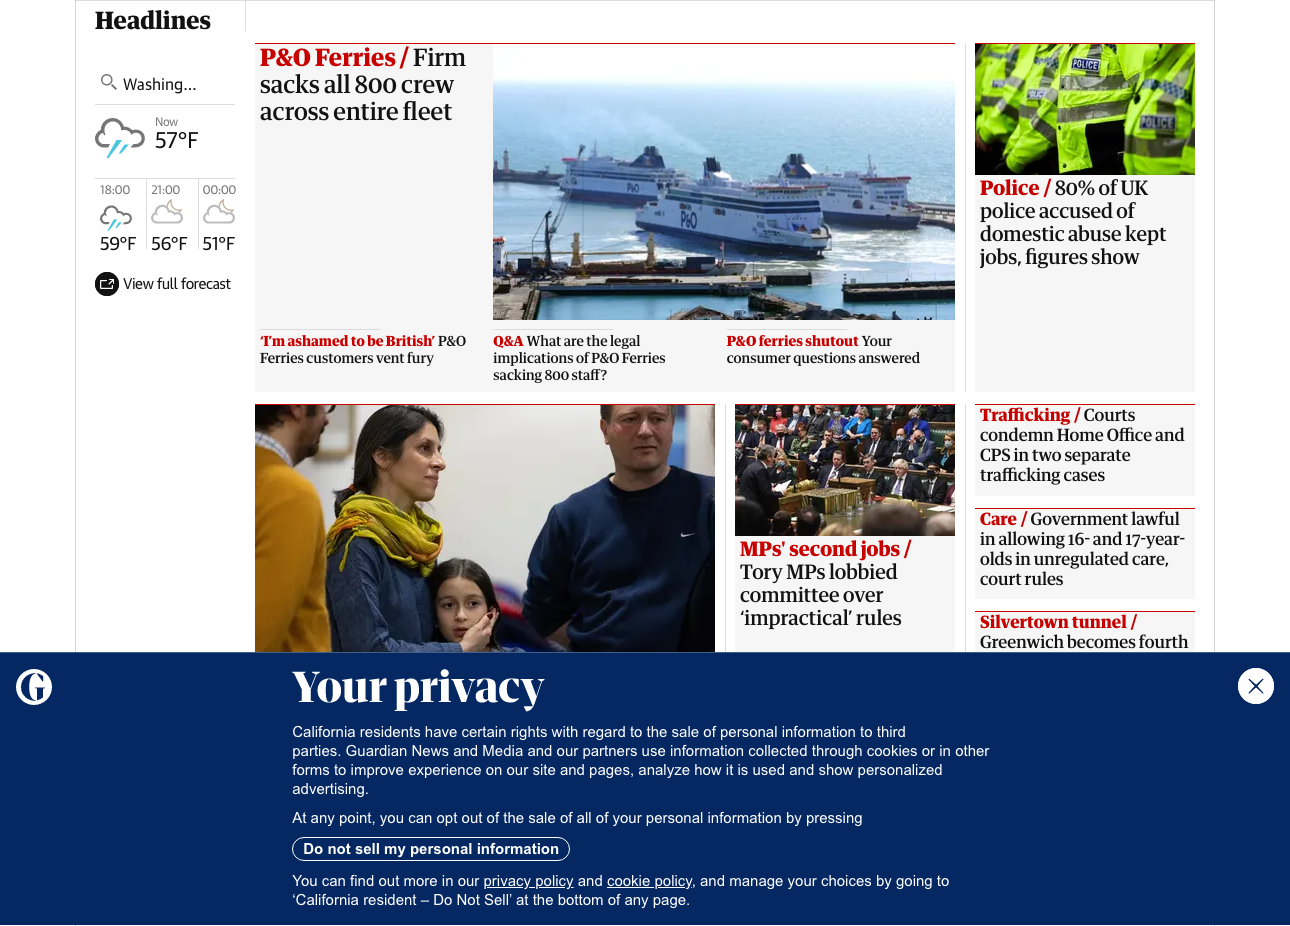 Headlines
Washing...
Now
57°F
18:00
21:00
00:00
59°F
56°F
51°F
View full forecast
P&O Ferries / Firm
sacks all 800 crew
across entire fleet
P&O
P&O
P&O
'I'm ashamed to be British' P&O
Ferries customers vent fury
Q&A What are the legal
implications of P&O Ferries
sacking 800 staff?
P&O ferries shutout Your
consumer questions answered
POLICE
POLICE
Police / 80% of UK
police accused of
domestic abuse kept
jobs, figures show
MPs' second jobs /
Tory MPs lobbied
committee over
‘impractical’ rules
Trafficking / Courts
condemn Home Office and
CPS in two separate
trafficking cases
Care / Government lawful
in allowing 16- and 17-year-
olds in unregulated care,
court rules
Silvertown tunnel /
Greenwich becomes fourth
Your privacy
California residents have certain rights with regard to the sale of personal information to third
parties. Guardian News and Media and our partners use information collected through cookies or in other
forms to improve experience on our site and pages, analyze how it is used and show personalized
advertising.
At any point, you can opt out of the sale of all of your personal information by pressing
Do not sell my personal information
You can find out more in our privacy policy and cookie policy, and manage your choices by going to
‘California resident – Do Not Sell’ at the bottom of any page.